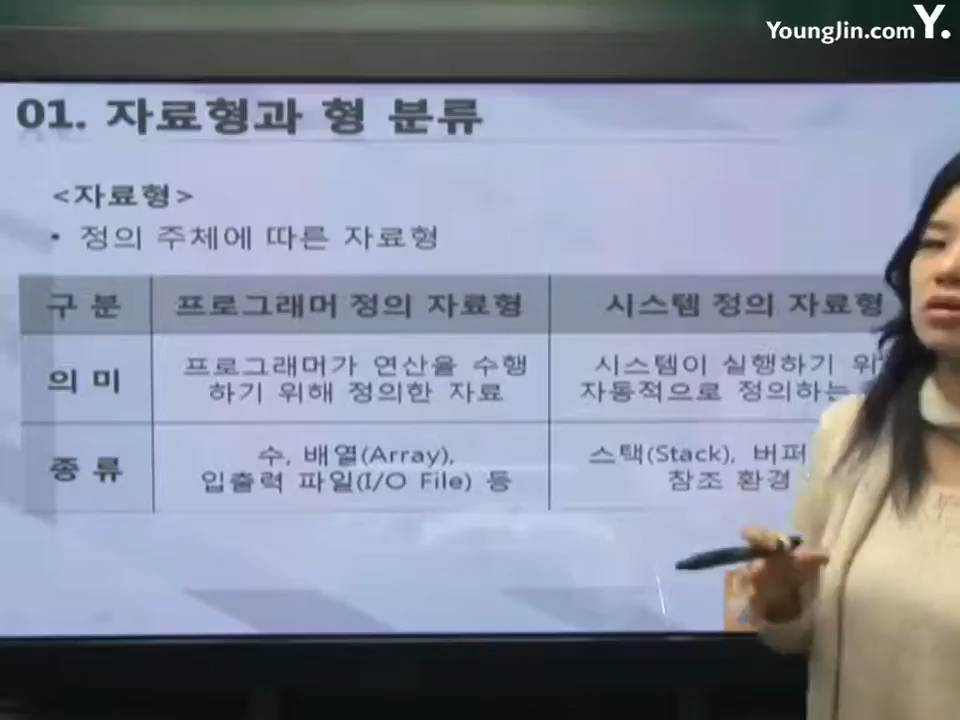 YoungJin.com Y.
01. 자료형과 형 분류
<자료형>
• 정의 주체에 따른 자료형
구 분 프로그래머 정의 자료형 시스템 정의 자료형
의 미 프로그래머가 연산을 수행 하기 위해 정의한 자료 시스템이 실행하기 위 자동적으로 정의하는
종 류 수, 배열(Array), 입출력 파일(I/O File) 등 스택(Stack), 버퍼 참조 환경